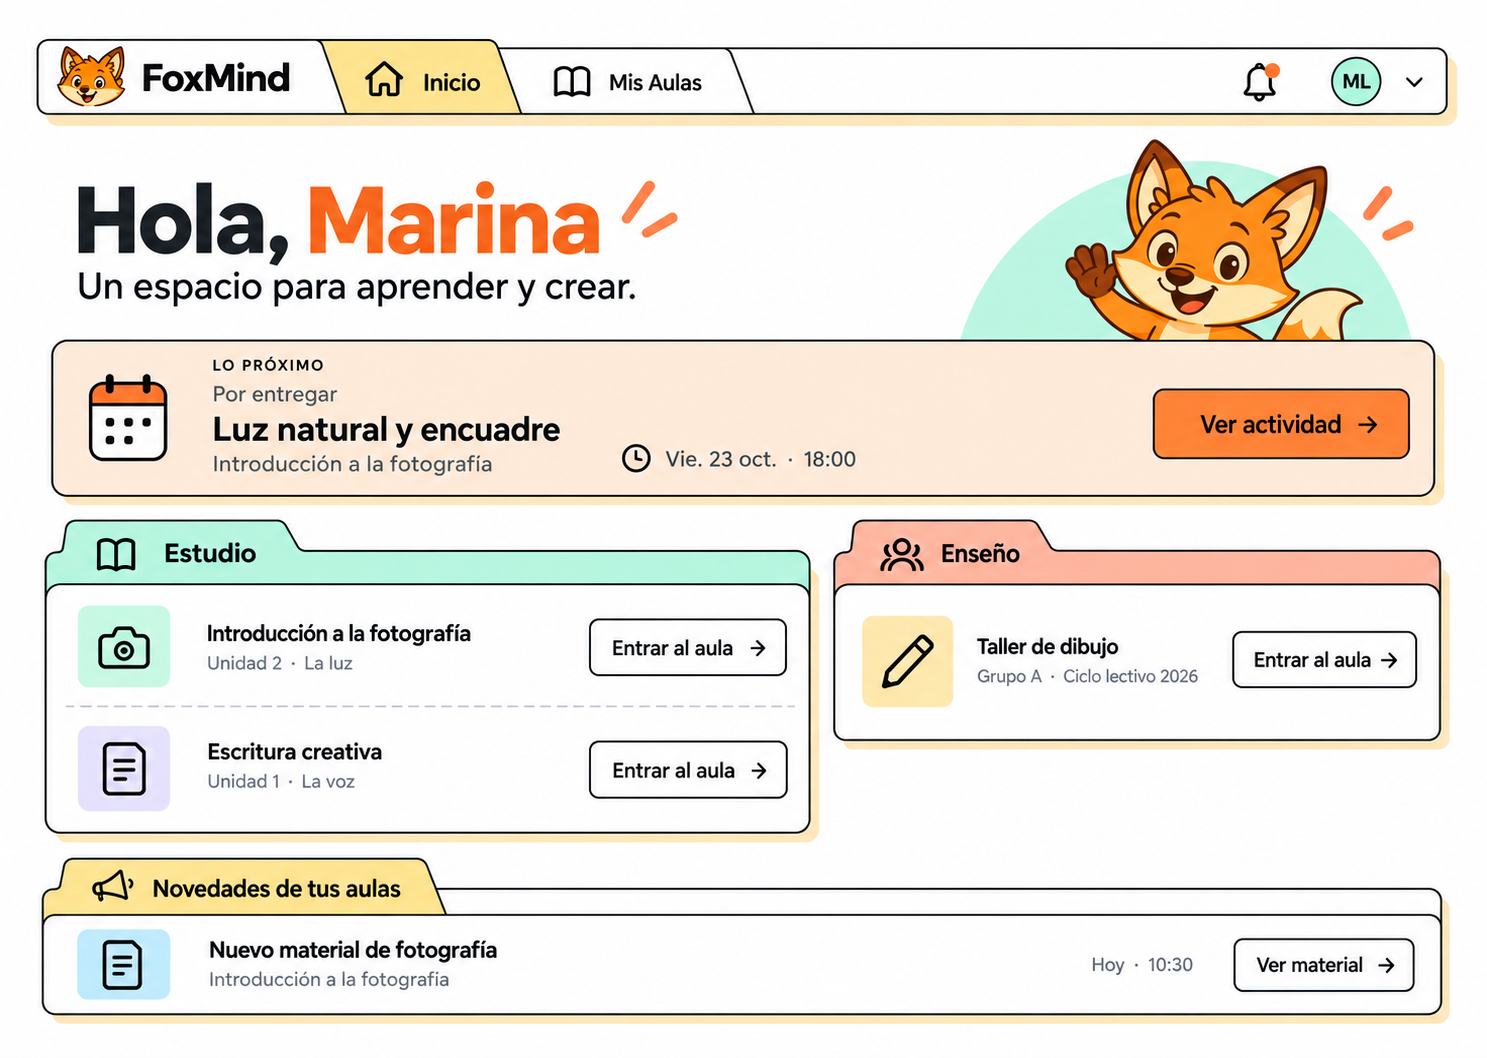 FoxMind
Inicio
Mis Aulas
ML
Hola, Marina
Un espacio para aprender y crear.
LO PRÓXIMO
Por entregar
Luz natural y encuadre
Introducción a la fotografía
Vie. 23 oct. · 18:00
Ver actividad →
Estudio
Introducción a la fotografía
Unidad 2 · La luz
Entrar al aula →
Escritura creativa
Unidad 1 · La voz
Entrar al aula →
Enseño
Taller de dibujo
Grupo A · Ciclo lectivo 2026
Entrar al aula →
Novedades de tus aulas
Nuevo material de fotografía
Introducción a la fotografía
Hoy · 10:30
Ver material →